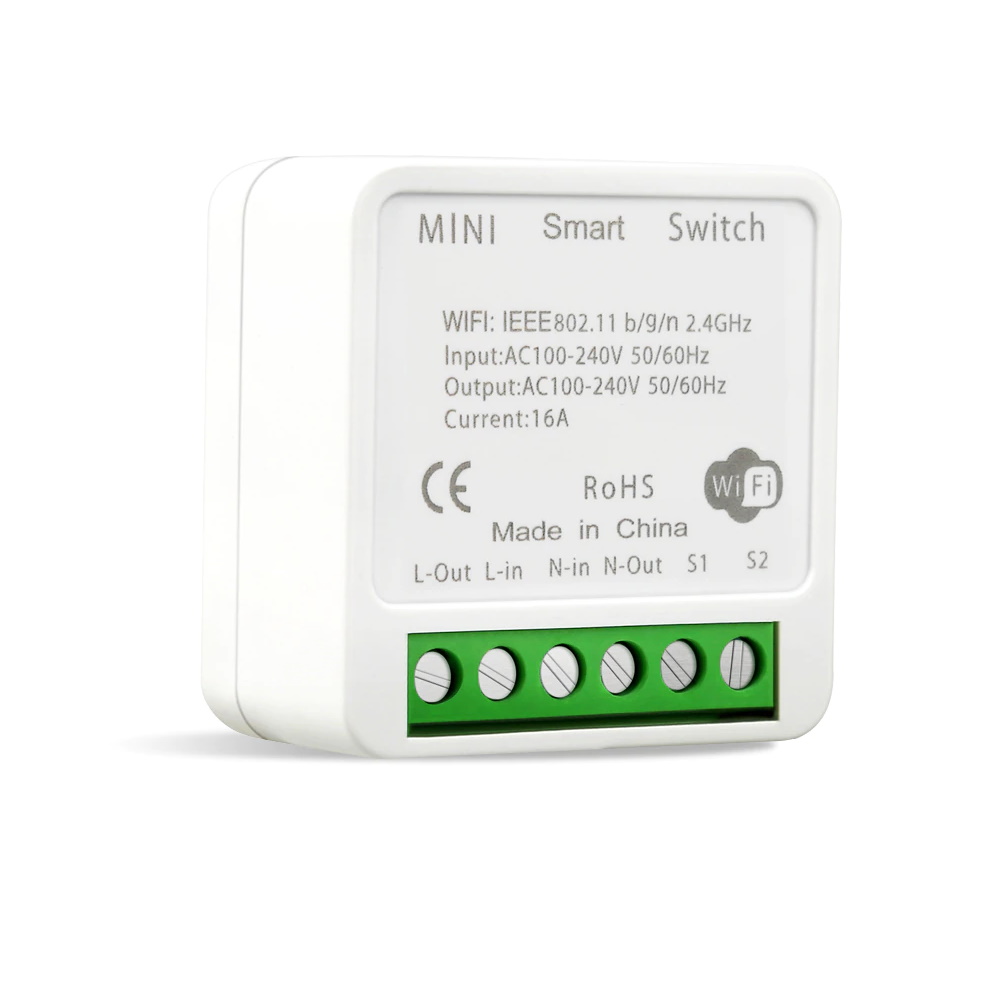 MINI Smart Switch
WIFI: IEEE802.11 b/g/n 2.4GHz
Input:AC100-240V 50/60Hz
Output:AC100-240V 50/60Hz
Current:16A
CE RoHS WiFi
Made in China
L-Out L-in N-in N-Out S1 S2